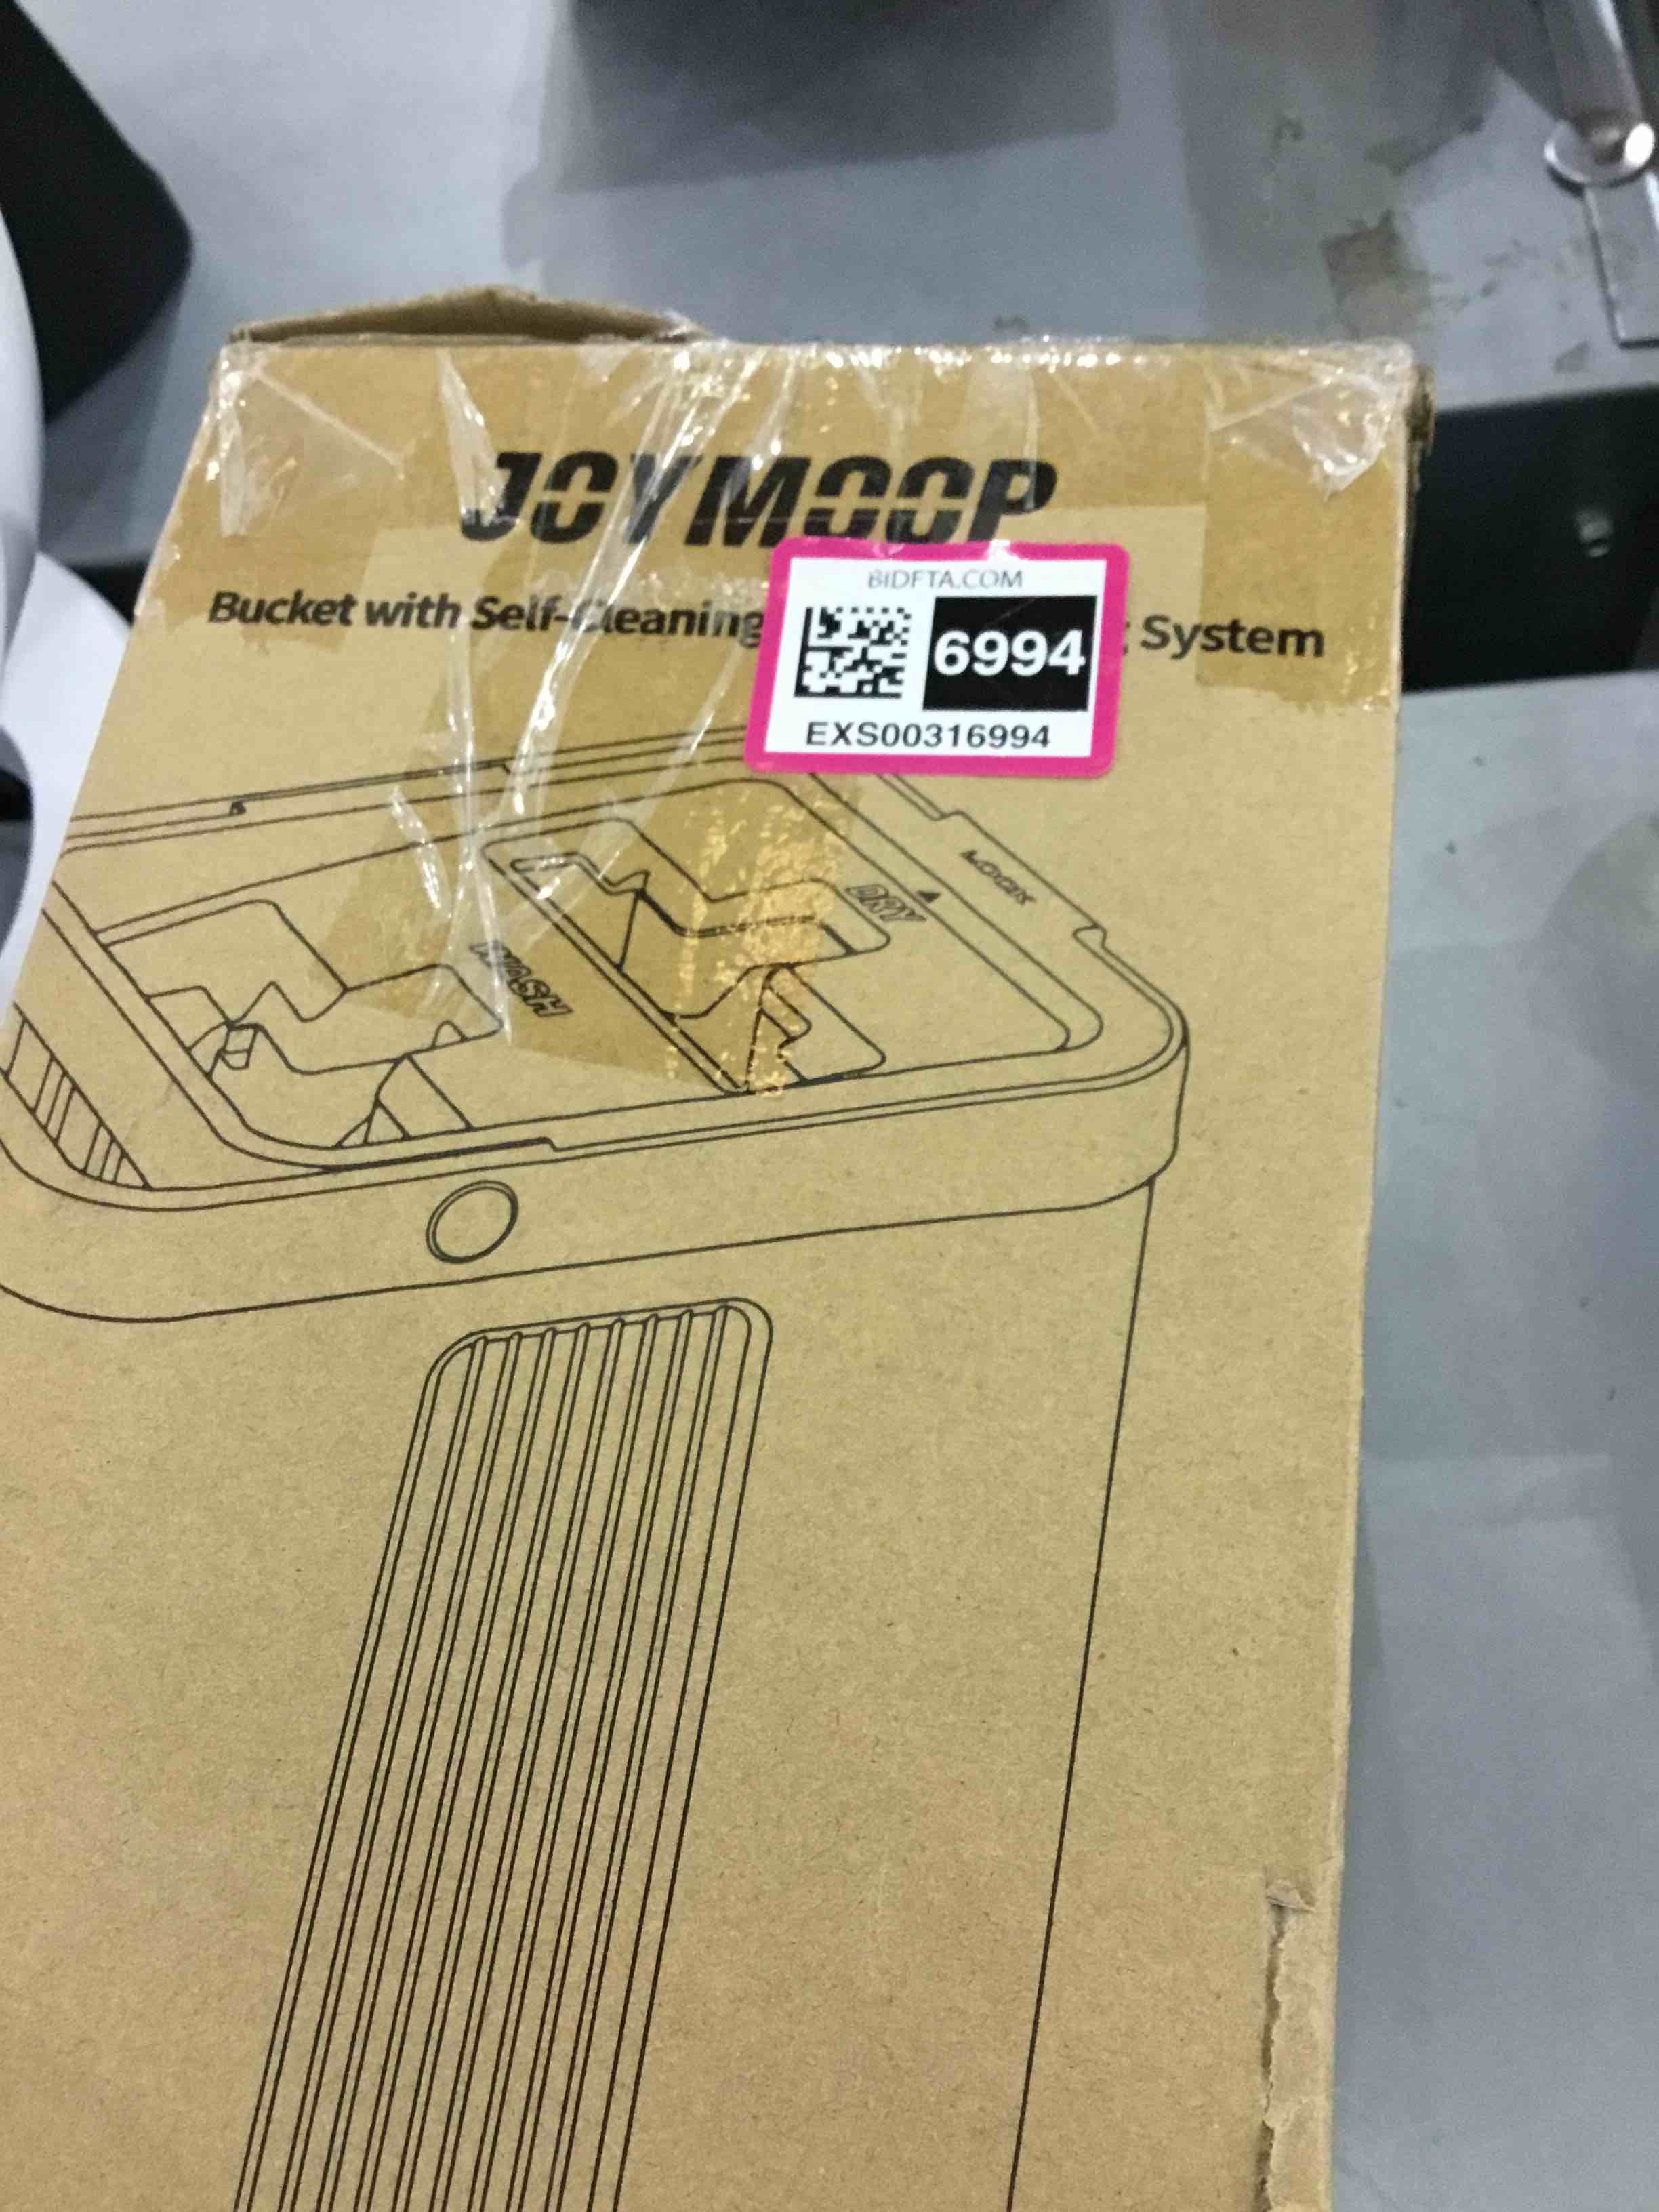 JOYMOOP
Bucket with Self-Cleaning System
BIDFTA.COM
6994
EXS00316994
LOCK
DRY
WASH